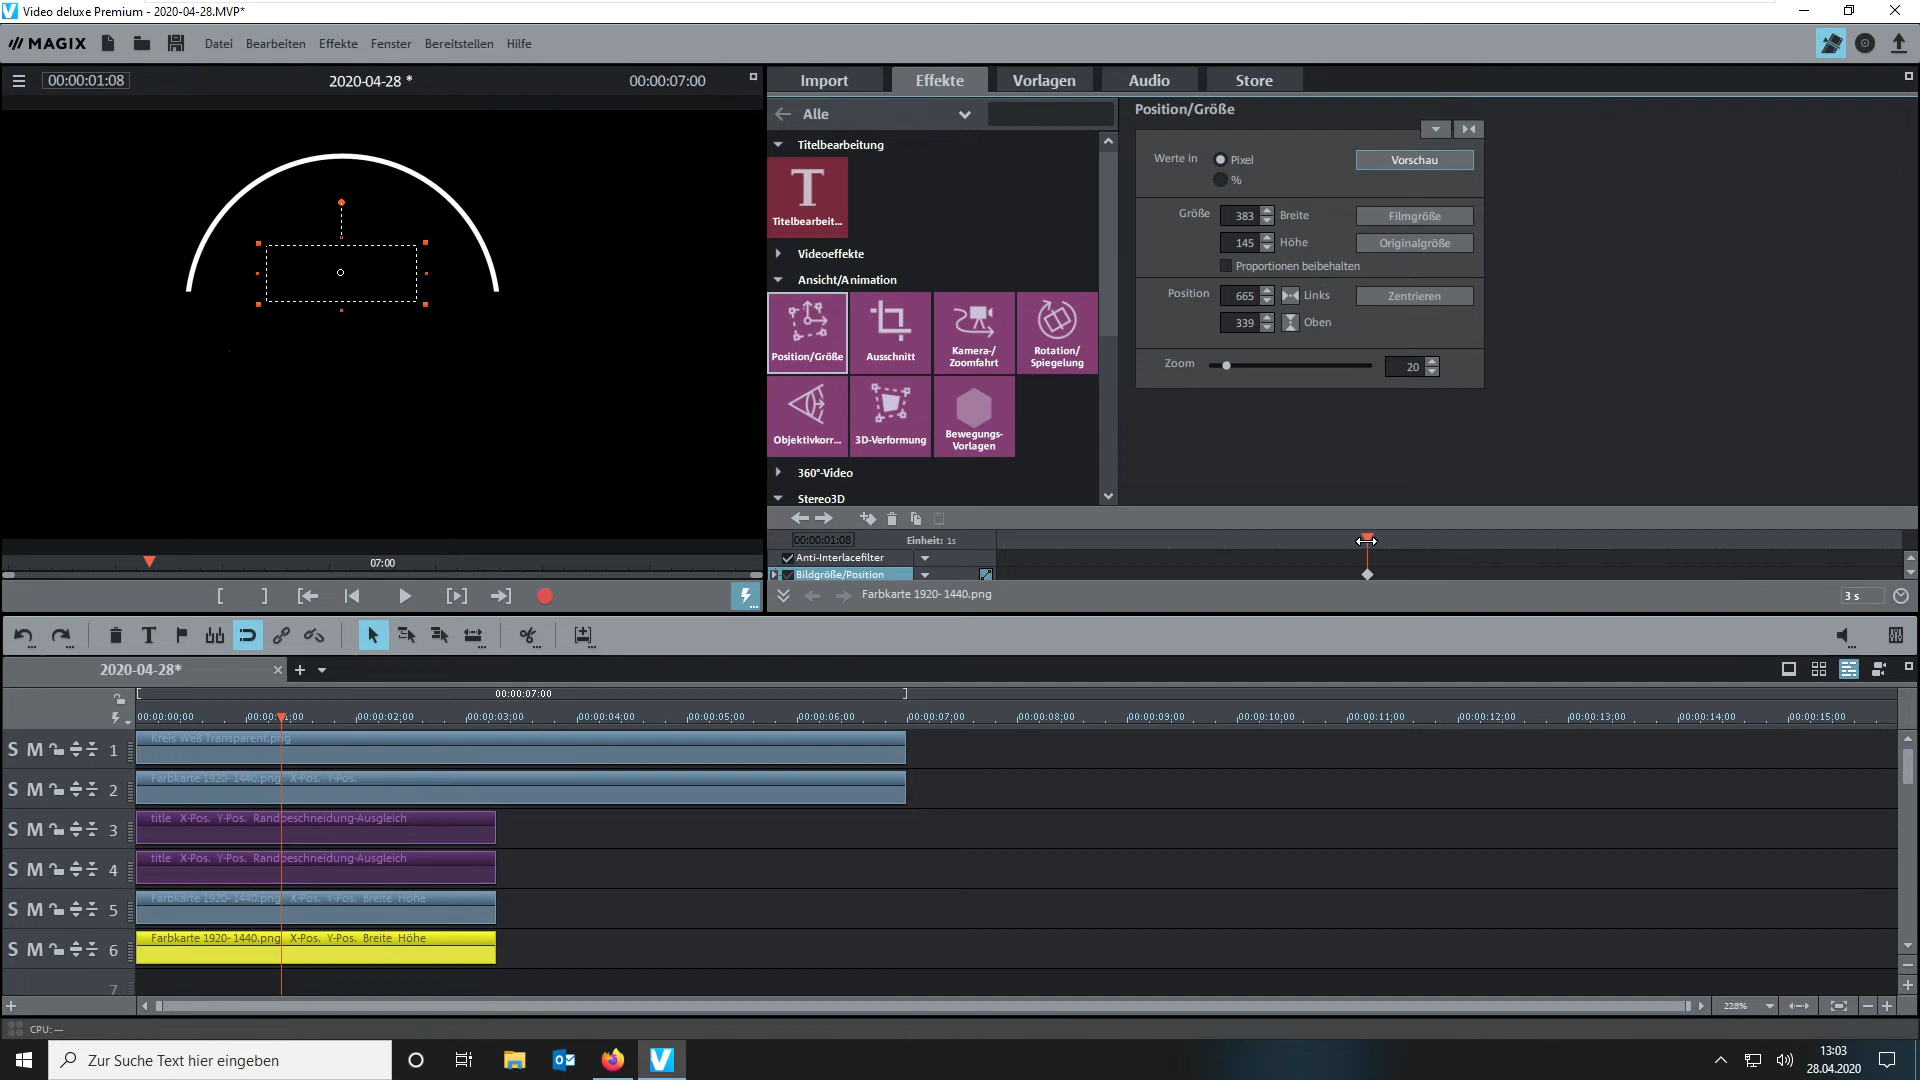 Video deluxe Premium - 2020-04-28.MVP*
MAGIX Datei Bearbeiten Effekte Fenster Bereitstellen Hilfe
00:00:01:08 2020-04-28 * 00:00:07:00
Import Effekte Vorlagen Audio Store
Alle
Titelbearbeitung
T
Titelbearbeit...
Videoeffekte
Ansicht/Animation
Position/Größe
Ausschnitt
Kamera-/
Zoomfahrt
Rotation/
Spiegelung
Objektivkorr...
3D-Verformung
Bewegungs-
Vorlagen
360°-Video
Stereo3D
Position/Größe
Werte in Pixel Vorschau
%
Größe 383 Breite Filmgröße
145 Höhe Originalgröße
Proportionen beibehalten
Position 665 Links Zentrieren
339 Oben
Zoom 20
00:00:01:08 Einheit: 1s
Anti-Interlacefilter
Bildgröße/Position
Farbkarte 1920-1440.png 3 s
07:00
2020-04-28*
00:00:07:00
00:00:00;00 00:00:01;00 00:00:02;00 00:00:03;00 00:00:04;00 00:00:05;00 00:00:06;00 00:00:07;00 00:00:08;00 00:00:09;00 00:00:10;00 00:00:11;00 00:00:12;00 00:00:13;00 00:00:14;00 00:00:15;00
S M 1 Kreis Weß Transparent.png
S M 2 Farbkarte 1920-1440.png X-Pos. Y-Pos.
S M 3 title X-Pos. Y-Pos. Randbeschneidung-Ausgleich
S M 4 title X-Pos. Y-Pos. Randbeschneidung-Ausgleich
S M 5 Farbkarte 1920-1440.png X-Pos. Y-Pos. Breite Höhe
S M 6 Farbkarte 1920-1440.png X-Pos. Y-Pos. Breite Höhe
7
228%
CPU: —
Zur Suche Text hier eingeben
13:03
28.04.2020